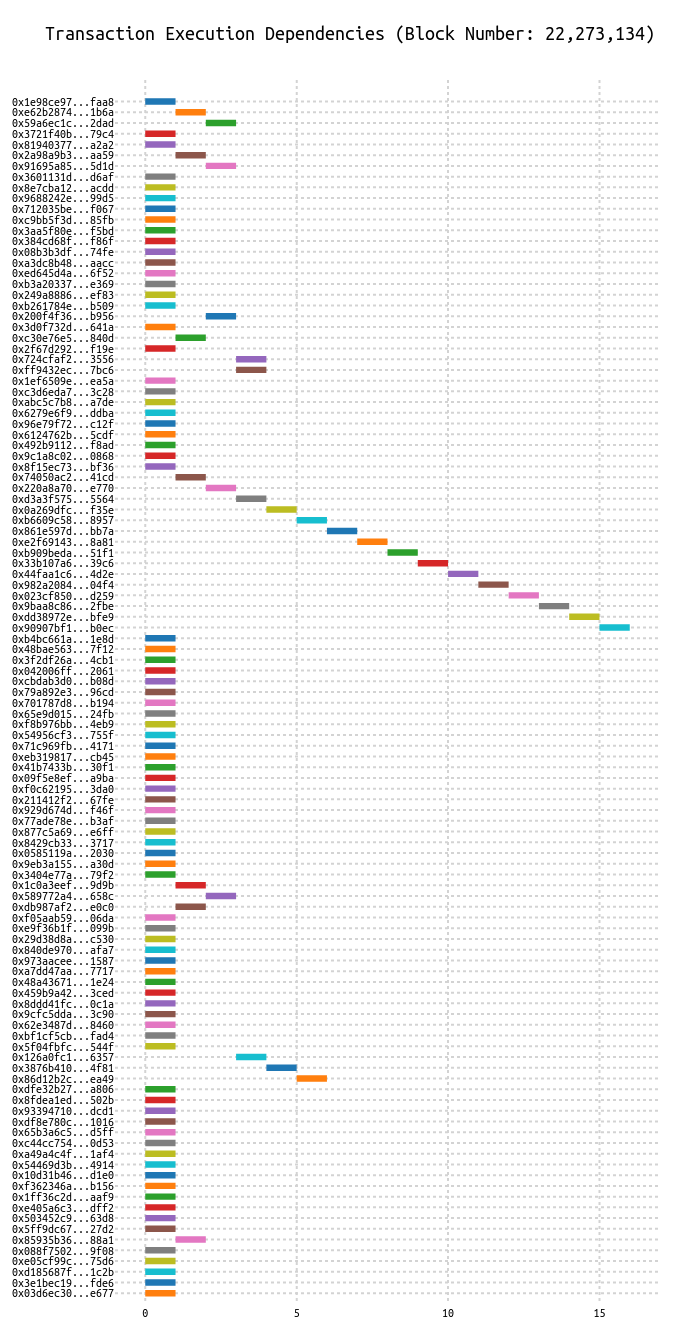 Transaction Execution Dependencies (Block Number: 22,273,134)
0x1e98ce97...faa8
0xe62b2874...1b6a
0x59a6ec1c...2dad
0x3721f40b...79c4
0x81940377...a2a2
0x2a98a9b3...aa59
0x91695a85...5d1d
0x3601131d...d6af
0x8e7cba12...acdd
0x9688242e...99d5
0x712035be...f067
0xc9bb5f3d...85fb
0x3aa5f80e...f5bd
0x384cd68f...f86f
0x08b3b3df...74fe
0xa3dc8b48...aacc
0xed645d4a...6f52
0xb3a20337...e369
0x249a8886...ef83
0xb261784e...b509
0x200f4f36...b956
0x3d0f732d...641a
0xc30e76e5...840d
0x2f67d292...f19e
0x724cfaf2...3556
0xff9432ec...7bc6
0x1ef6509e...ea5a
0xc3d6eda7...3c28
0xabc5c7b8...a7de
0x6279e6f9...ddba
0x96e79f72...c12f
0x6124762b...5cdf
0x492b9112...f8ad
0x9c1a8c02...0868
0x8f15ec73...bf36
0x74050ac2...41cd
0x220a8a70...e770
0xd3a3f575...5564
0x0a269dfc...f35e
0xb6609c58...8957
0x861e597d...bb7a
0xe2f69143...8a81
0xb909beda...51f1
0x33b107a6...39c6
0x44faa1c6...4d2e
0x982a2084...04f4
0x023cf850...d259
0x9baa8c86...2fbe
0xdd38972e...bfe9
0x90907bf1...b0ec
0xb4bc661a...1e8d
0x48bae563...7f12
0x3f2df26a...4cb1
0x042006ff...2061
0xcbdab3d0...b08d
0x79a892e3...96cd
0x701787d8...b194
0x65e9d015...24fb
0xf8b976bb...4eb9
0x54956cf3...755f
0x71c969fb...4171
0xeb319817...cb45
0x41b7433b...30f1
0x09f5e8ef...a9ba
0xf0c62195...3da0
0x211412f2...67fe
0x929d674d...f46f
0x77ade78e...b3af
0x877c5a69...e6ff
0x8429cb33...3717
0x0585119a...2030
0x9eb3a155...a30d
0x3404e77a...79f2
0x1c0a3eef...9d9b
0x589772a4...658c
0xdb987af2...e0c0
0xf05aab59...06da
0xe9f36b1f...099b
0x29d38d8a...c530
0x840de970...afa7
0x973aacee...1587
0xa7dd47aa...7717
0x48a43671...1e24
0x459b9a42...3ced
0x8ddd41fc...0c1a
0x9cfc5dda...3c90
0x62e3487d...8460
0xbf1cf5cb...fad4
0x5f04fbfc...544f
0x126a0fc1...6357
0x3876b410...4f81
0x86d12b2c...ea49
0xdfe32b27...a806
0x8fdea1ed...502b
0x93394710...dcd1
0xdf8e780c...1016
0x65b3a6c5...d5ff
0xc44cc754...0d53
0xa49a4c4f...1af4
0x54469d3b...4914
0x10d31b46...d1e0
0xf362346a...b156
0x1ff36c2d...aaf9
0xe405a6c3...dff2
0x503452c9...63d8
0x5ff9dc67...27d2
0x85935b36...88a1
0x088f7502...9f08
0xe05cf99c...75d6
0xd185687f...1c2b
0x3e1bec19...fde6
0x03d6ec30...e677
0 5 10 15